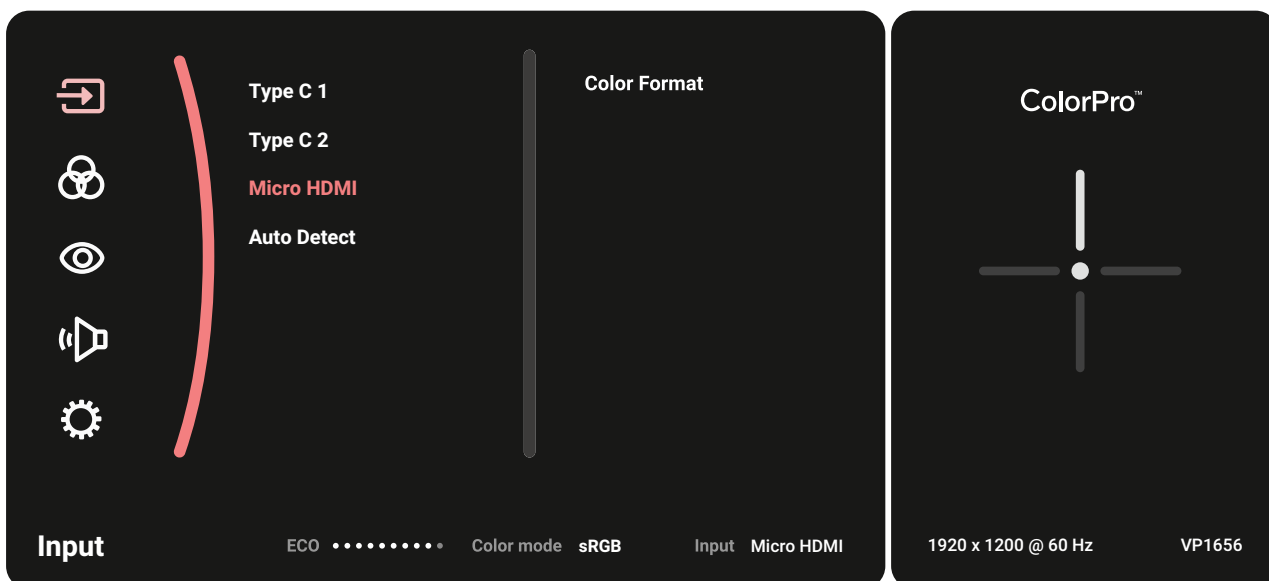 Type C 1
Type C 2
Micro HDMI
Auto Detect
Color Format
Input
ECO
Color mode sRGB
Input Micro HDMI
ColorPro™
1920 x 1200 @ 60 Hz
VP1656